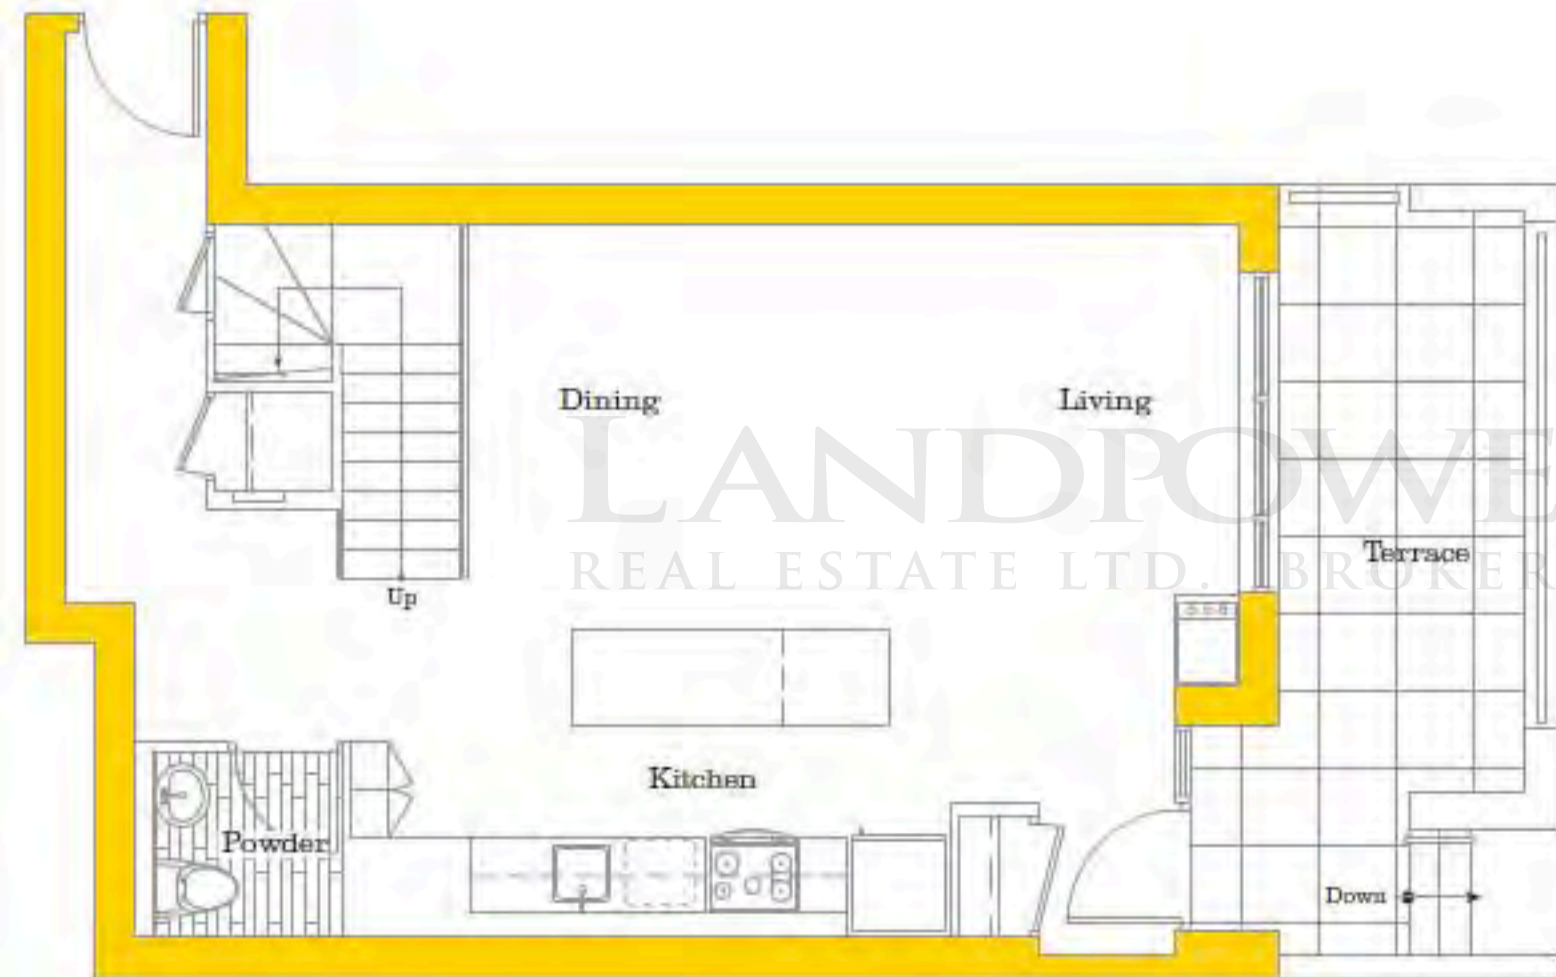 Dining
Living
LANDPOWE
Terrace
REAL ESTATE LTD. BROKER
Up
Kitchen
Powder
Down